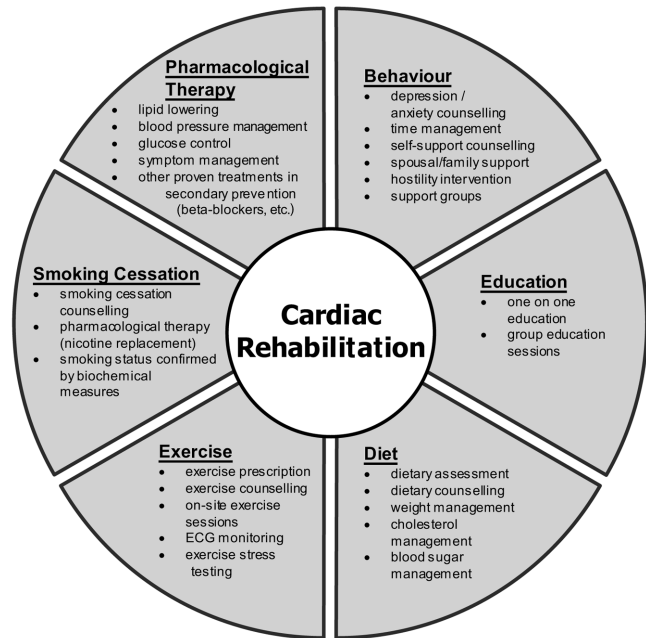 Pharmacological
Therapy
• lipid lowering
• blood pressure management
• glucose control
• symptom management
• other proven treatments in
secondary prevention
(beta-blockers, etc.)
Behaviour
• depression /
anxiety counselling
• time management
• self-support counselling
• spousal/family support
• hostility intervention
• support groups
Smoking Cessation
• smoking cessation
counselling
• pharmacological therapy
(nicotine replacement)
• smoking status confirmed
by biochemical
measures
Cardiac
Rehabilitation
Education
• one on one
education
• group education
sessions
Exercise
• exercise prescription
• exercise counselling
• on-site exercise
sessions
• ECG monitoring
• exercise stress
testing
Diet
• dietary assessment
• dietary counselling
• weight management
• cholesterol
management
• blood sugar
management